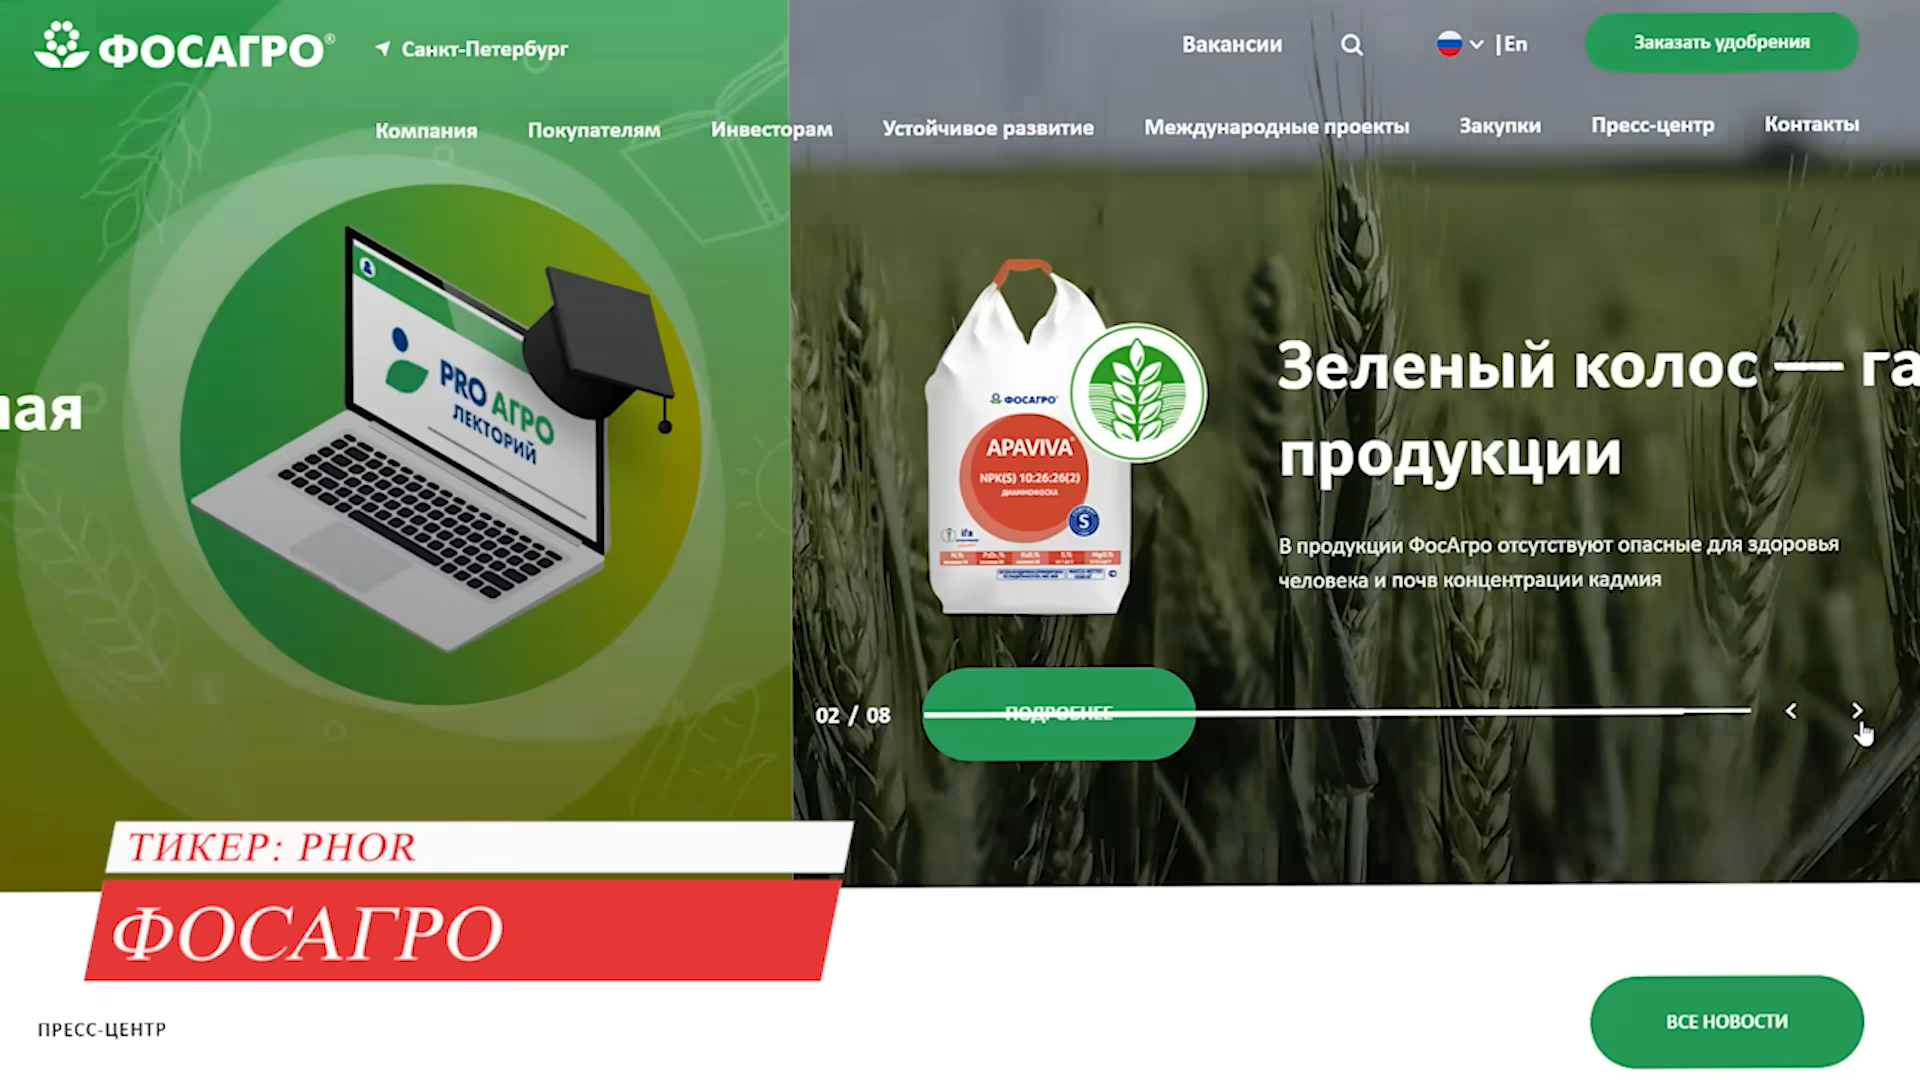 ФОСАГРО®
Санкт-Петербург
Вакансии
|En
Заказать удобрения
Компания
Покупателям
Инвесторам
Устойчивое развитие
Международные проекты
Закупки
Пресс-центр
Контакты
PRO АГРО
ЛЕКТОРИЙ
ФОСАГРО®
APAVIVA®
NPK(S) 10:26:26(2)
ДИАММОФОСКА
S
ifa
Зеленый колос — га
продукции
В продукции ФосАгро отсутствуют опасные для здоровья
человека и почв концентрации кадмия
02 / 08
ПОДРОБНЕЕ
ТИКЕР: PHOR
ФОСАГРО
ПРЕСС-ЦЕНТР
ВСЕ НОВОСТИ